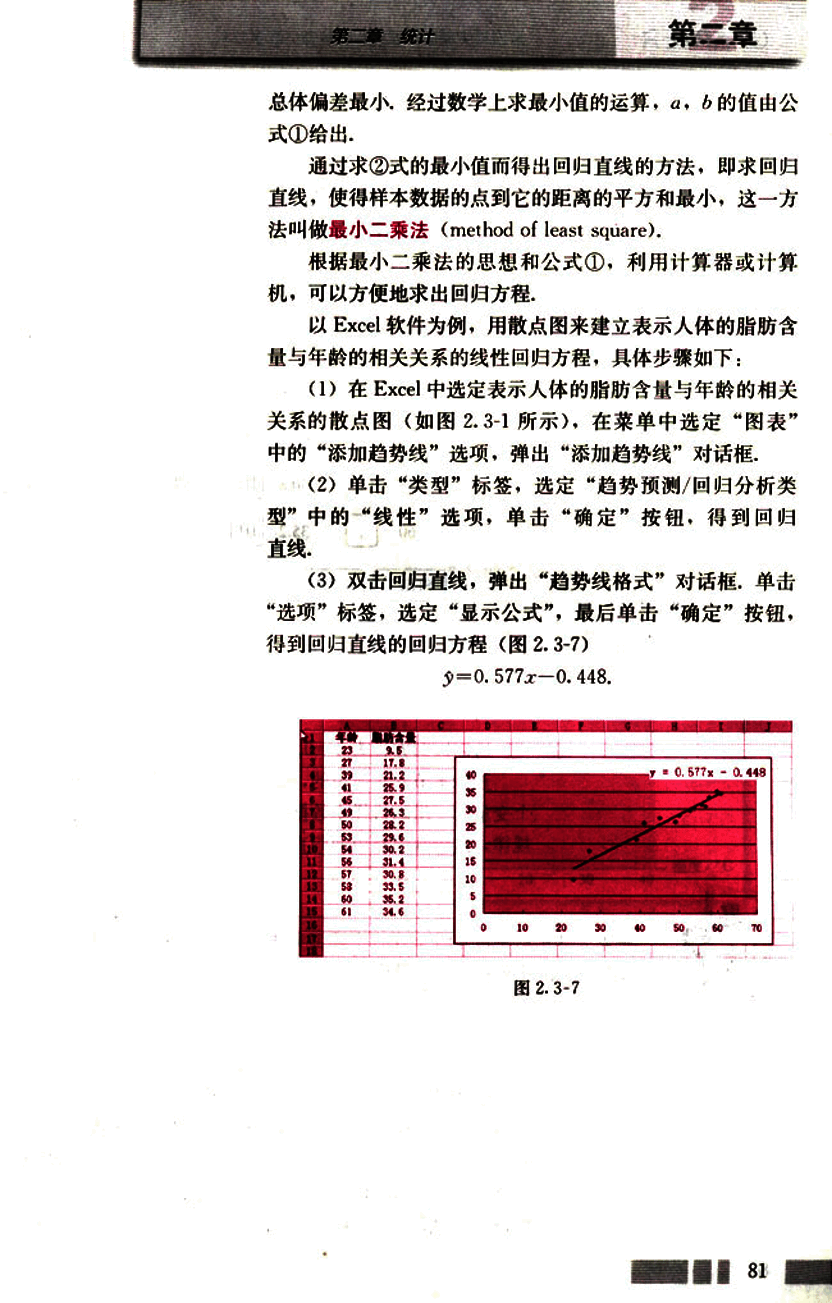 第二章 统计
第二章
总体偏差最小. 经过数学上求最小值的运算，a，b 的值由公
式①给出.
通过求②式的最小值而得出回归直线的方法，即求回归
直线，使得样本数据的点到它的距离的平方和最小，这一方
法叫做最小二乘法（method of least square）.
根据最小二乘法的思想和公式①，利用计算器或计算
机，可以方便地求出回归方程.
以 Excel 软件为例，用散点图来建立表示人体的脂肪含
量与年龄的相关关系的线性回归方程，具体步骤如下：
（1）在 Excel 中选定表示人体的脂肪含量与年龄的相关
关系的散点图（如图 2.3-1 所示），在菜单中选定“图表”
中的“添加趋势线”选项，弹出“添加趋势线”对话框.
（2）单击“类型”标签，选定“趋势预测/回归分析类
型”中的“线性”选项，单击“确定”按钮，得到回归
直线.
（3）双击回归直线，弹出“趋势线格式”对话框. 单击
“选项”标签，选定“显示公式”，最后单击“确定”按钮，
得到回归直线的回归方程（图 2.3-7）
ŷ=0.577x−0.448.
A B C D E F G H I J
1 年龄 脂肪含量
2 23 9.5
3 27 17.8
4 39 21.2
5 41 25.9
6 45 27.5
7 49 26.3
8 50 28.2
9 53 29.6
10 54 30.2
11 56 31.4
12 57 30.8
13 58 33.5
14 60 35.2
15 61 34.6
16
17
18
y = 0.577x - 0.448
40
35
30
25
20
15
10
5
0
0 10 20 30 40 50 60 70
图 2.3-7
81